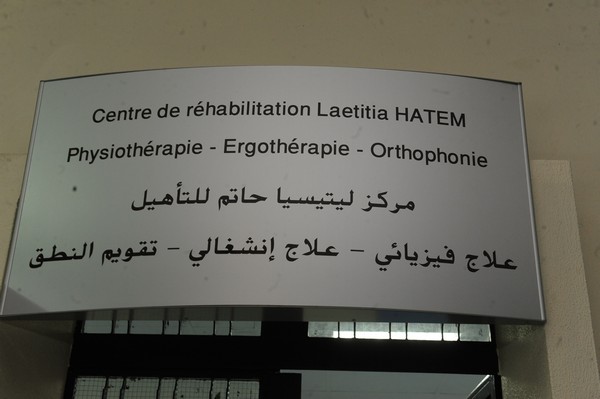 Centre de réhabilitation Laetitia HATEM
Physiothérapie - Ergothérapie - Orthophonie
مركز ليتيسيا حاتم للتأهيل
علاج فيزيائي - علاج إنشغالي - تقويم النطق